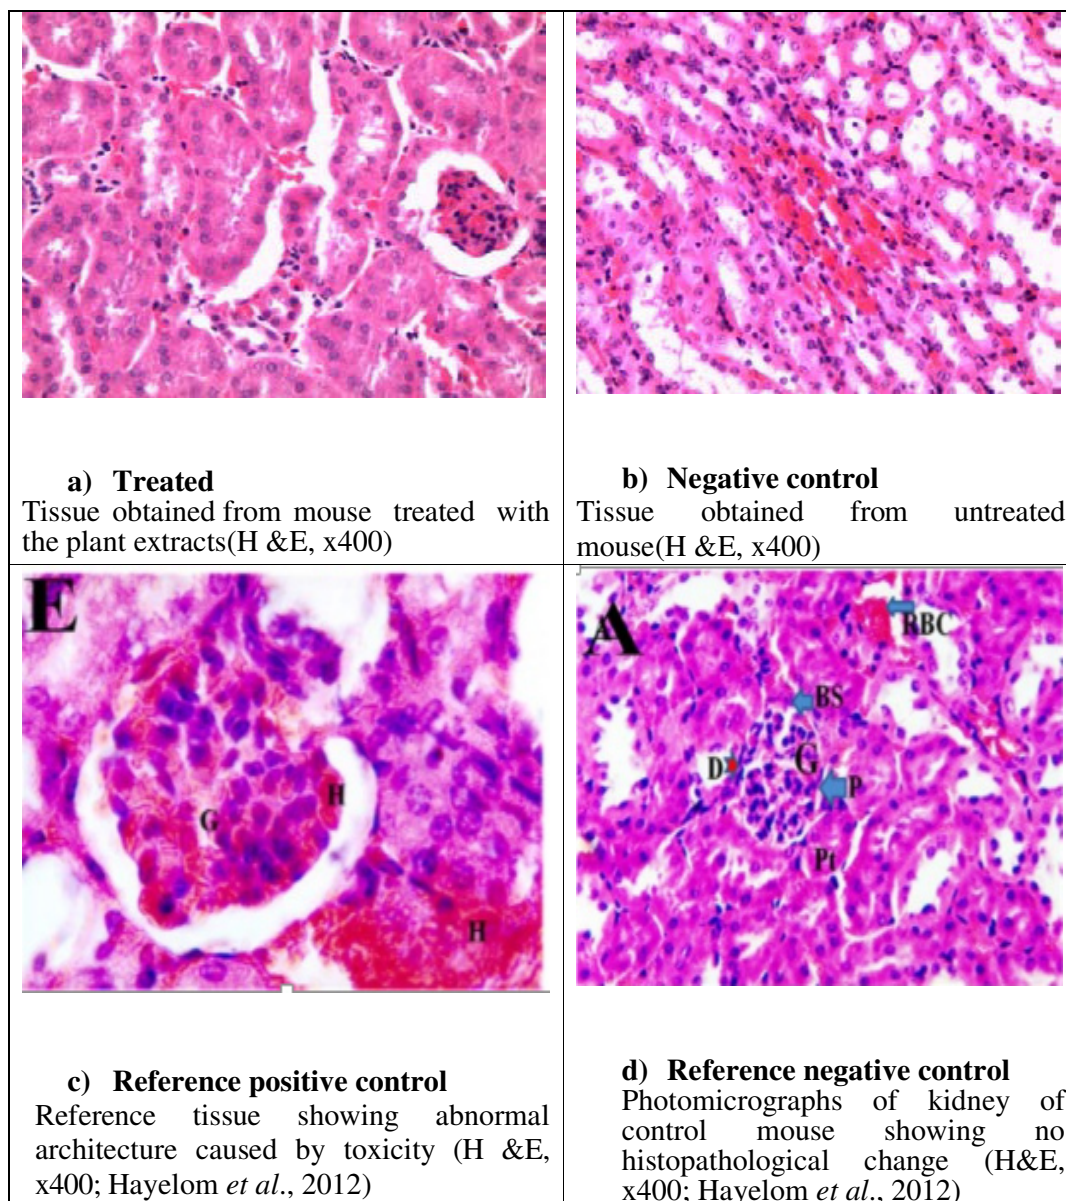 a) Treated
Tissue obtained from mouse treated with
the plant extracts(H &E, x400)
b) Negative control
Tissue obtained from untreated
mouse(H &E, x400)
E
G
H
H
c) Reference positive control
Reference tissue showing abnormal
architecture caused by toxicity (H &E,
x400; Hayelom et al., 2012)
A
RBC
BS
G
D
P
Pt
d) Reference negative control
Photomicrographs of kidney of
control mouse showing no
histopathological change (H&E,
x400; Hayelom et al., 2012)